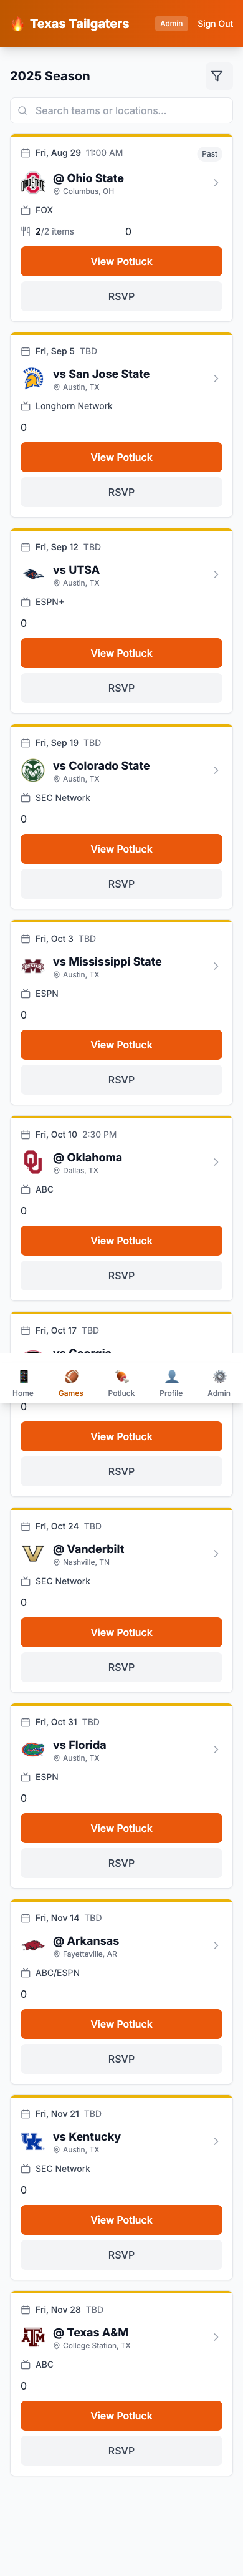 Texas Tailgaters
Admin
Sign Out
2025 Season
Search teams or locations...
Fri, Aug 29 11:00 AM
Past
@ Ohio State
Columbus, OH
FOX
2/2 items
0
View Potluck
RSVP
Fri, Sep 5 TBD
vs San Jose State
Austin, TX
Longhorn Network
0
View Potluck
RSVP
Fri, Sep 12 TBD
vs UTSA
Austin, TX
ESPN+
0
View Potluck
RSVP
Fri, Sep 19 TBD
vs Colorado State
Austin, TX
SEC Network
0
View Potluck
RSVP
Fri, Oct 3 TBD
vs Mississippi State
Austin, TX
ESPN
0
View Potluck
RSVP
Fri, Oct 10 2:30 PM
@ Oklahoma
Dallas, TX
ABC
0
View Potluck
RSVP
Fri, Oct 17 TBD
vs Georgia
Home
Games
Potluck
Profile
Admin
0
View Potluck
RSVP
Fri, Oct 24 TBD
@ Vanderbilt
Nashville, TN
SEC Network
0
View Potluck
RSVP
Fri, Oct 31 TBD
vs Florida
Austin, TX
ESPN
0
View Potluck
RSVP
Fri, Nov 14 TBD
@ Arkansas
Fayetteville, AR
ABC/ESPN
0
View Potluck
RSVP
Fri, Nov 21 TBD
vs Kentucky
Austin, TX
SEC Network
0
View Potluck
RSVP
Fri, Nov 28 TBD
@ Texas A&M
College Station, TX
ABC
0
View Potluck
RSVP